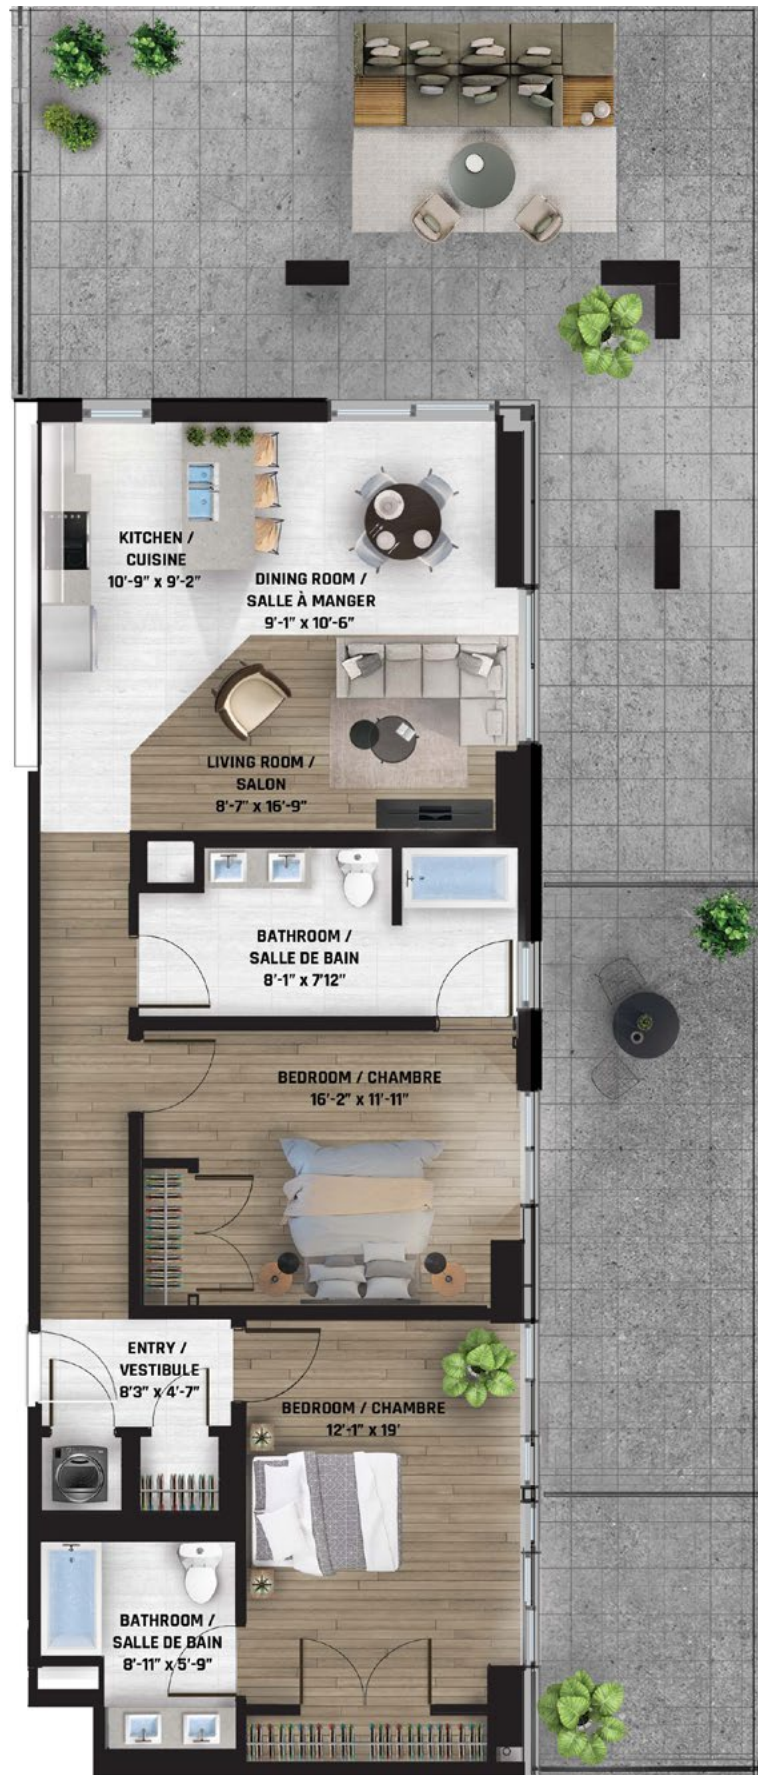 KITCHEN /
CUISINE
10'-9" x 9'-2"
DINING ROOM /
SALLE À MANGER
9'-1" x 10'-6"
LIVING ROOM /
SALON
8'-7" x 16'-9"
BATHROOM /
SALLE DE BAIN
8'-1" x 7'12"
BEDROOM / CHAMBRE
16'-2" x 11'-11"
ENTRY /
VESTIBULE
8'3" x 4'-7"
BEDROOM / CHAMBRE
12'-1" x 19'
BATHROOM /
SALLE DE BAIN
8'-11" x 5'-9"